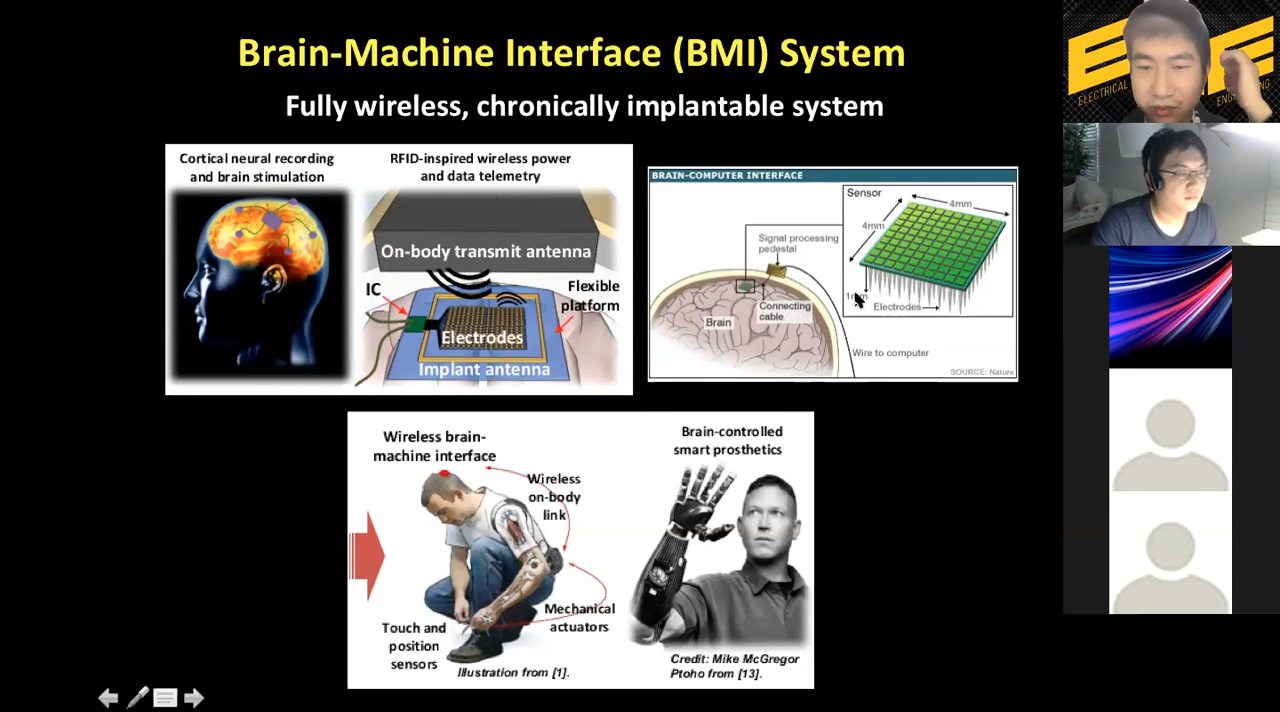 Brain-Machine Interface (BMI) System
Fully wireless, chronically implantable system
Cortical neural recording
and brain stimulation
RFID-inspired wireless power
and data telemetry
On-body transmit antenna
IC
Flexible
platform
Electrodes
Implant antenna
BRAIN-COMPUTER INTERFACE
Sensor
4mm
4mm
Signal processing
pedestal
Electrodes
Connecting
cable
Brain
Wire to computer
SOURCE: Nature
Wireless brain-
machine interface
Wireless
on-body
link
Mechanical
actuators
Touch and
position
sensors
Illustration from [1].
Brain-controlled
smart prosthetics
Credit: Mike McGregor
Ptoho from [13].
ELECTRICAL